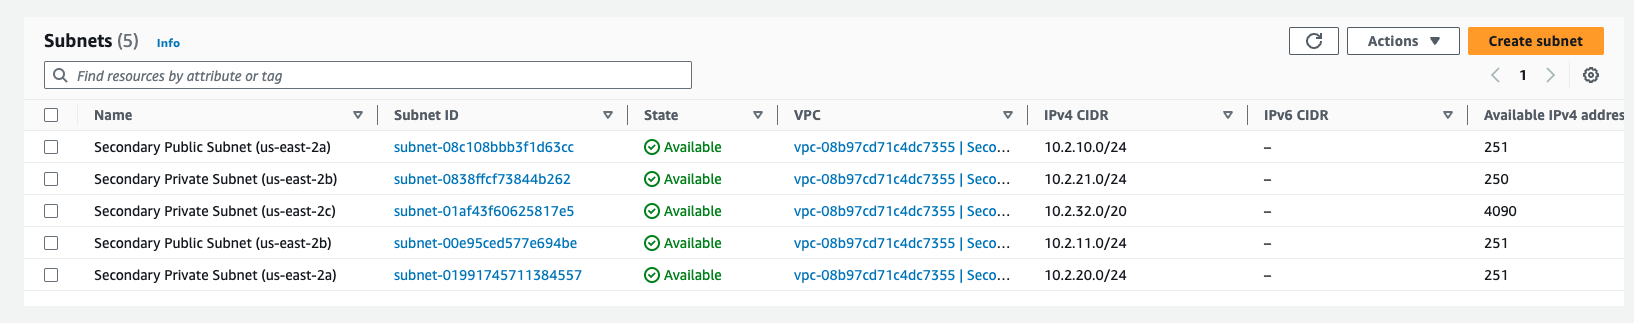 Subnets (5) Info
Actions
Create subnet
Find resources by attribute or tag
1
Name Subnet ID State VPC IPv4 CIDR IPv6 CIDR Available IPv4 addres
Secondary Public Subnet (us-east-2a) subnet-08c108bbb3f1d63cc Available vpc-08b97cd71c4dc7355 | Seco... 10.2.10.0/24 – 251
Secondary Private Subnet (us-east-2b) subnet-0838ffcf73844b262 Available vpc-08b97cd71c4dc7355 | Seco... 10.2.21.0/24 – 250
Secondary Private Subnet (us-east-2c) subnet-01af43f60625817e5 Available vpc-08b97cd71c4dc7355 | Seco... 10.2.32.0/20 – 4090
Secondary Public Subnet (us-east-2b) subnet-00e95ced577e694be Available vpc-08b97cd71c4dc7355 | Seco... 10.2.11.0/24 – 251
Secondary Private Subnet (us-east-2a) subnet-01991745711384557 Available vpc-08b97cd71c4dc7355 | Seco... 10.2.20.0/24 – 251